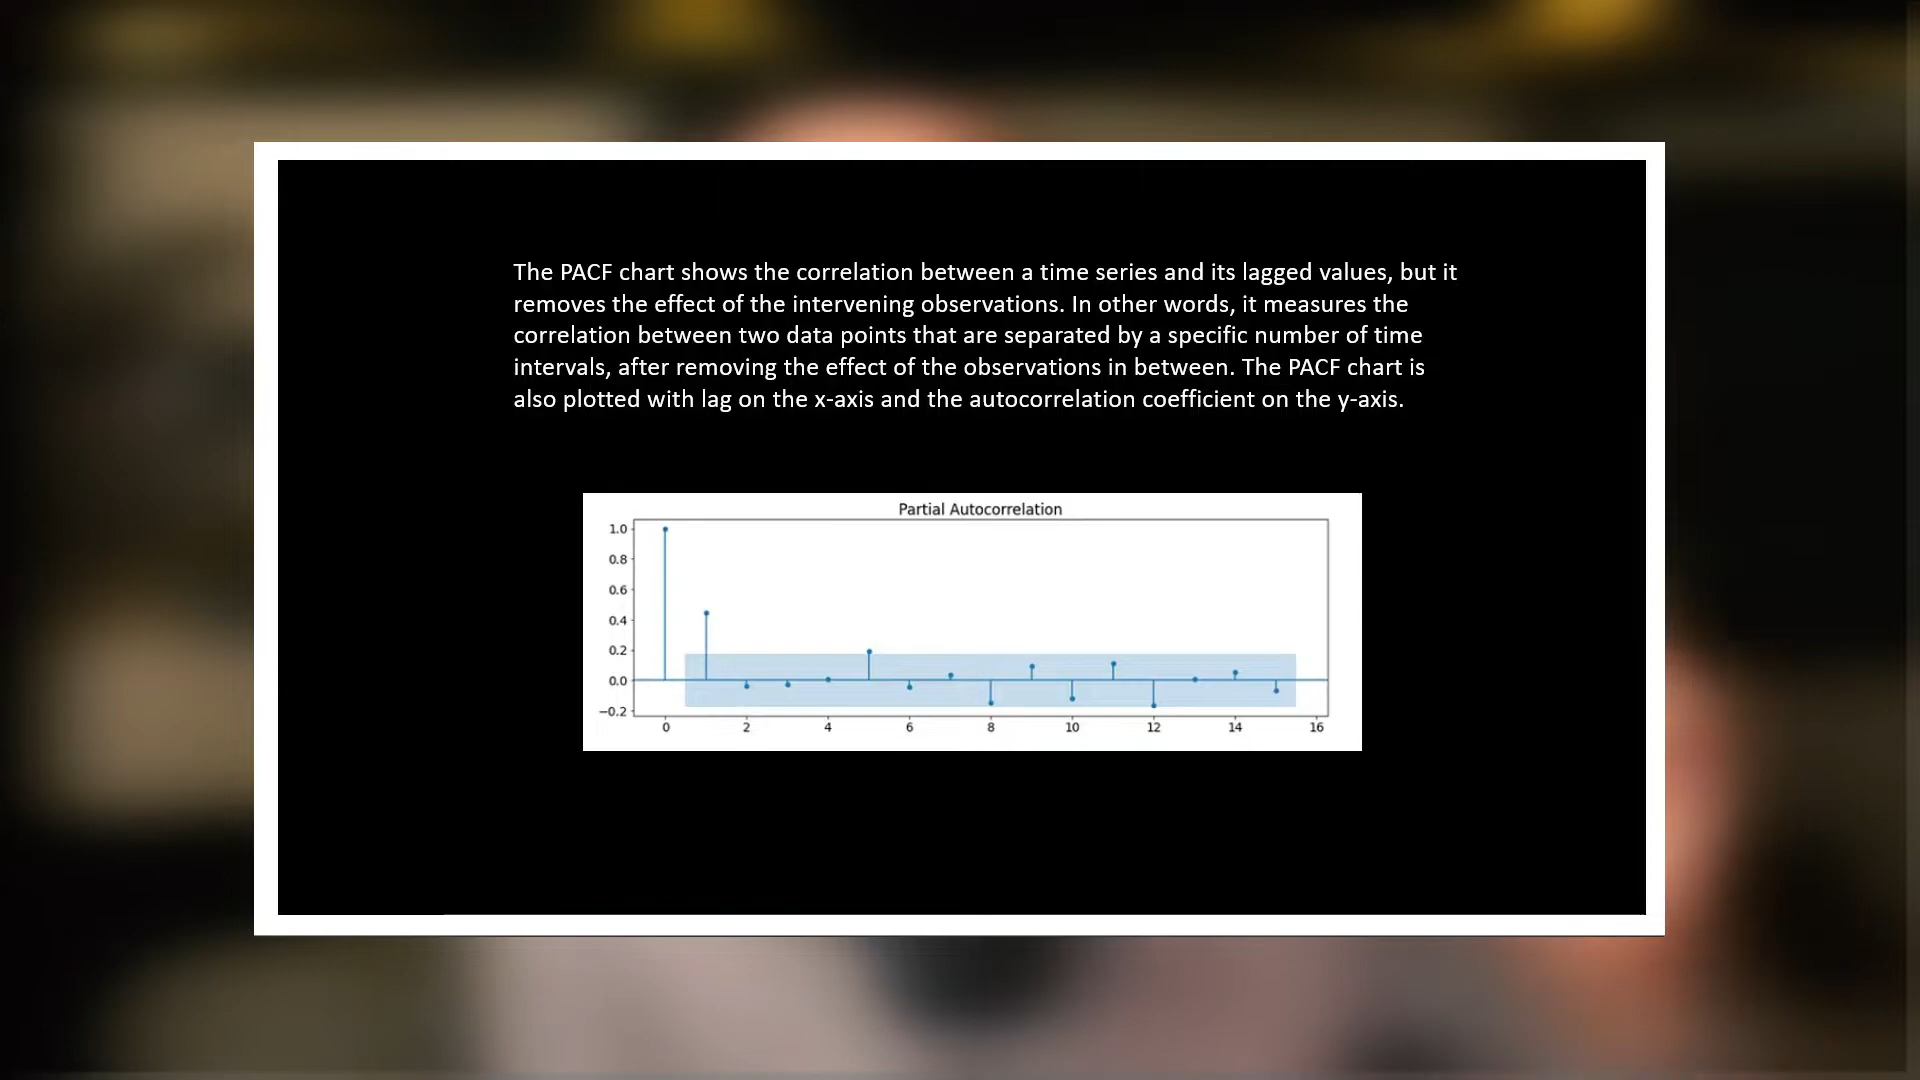 The PACF chart shows the correlation between a time series and its lagged values, but it
removes the effect of the intervening observations. In other words, it measures the
correlation between two data points that are separated by a specific number of time
intervals, after removing the effect of the observations in between. The PACF chart is
also plotted with lag on the x-axis and the autocorrelation coefficient on the y-axis.
Partial Autocorrelation
1.0
0.8
0.6
0.4
0.2
0.0
−0.2
0 2 4 6 8 10 12 14 16